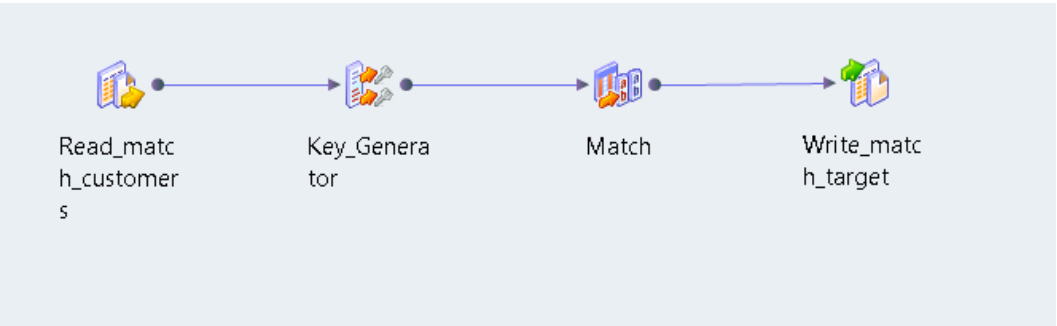 Read_matc
h_customer
s
Key_Genera
tor
Match
Write_matc
h_target